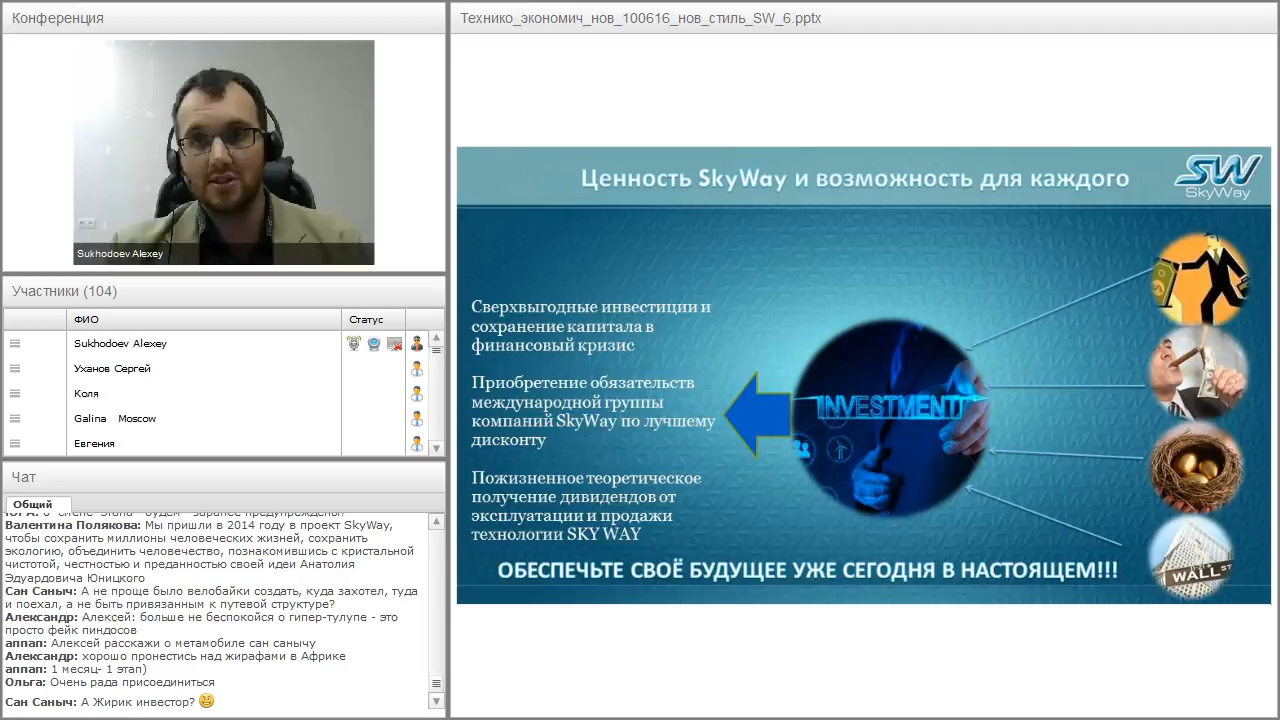 Конференция
Sukhodoev Alexey
Участники (104)
ФИО
Статус
Sukhodoev Alexey
Уханов Сергей
Коля
Galina Moscow
Евгения
Чат
Общий
Валентина Полякова: Мы пришли в 2014 году в проект SkyWay,
чтобы сохранить миллионы человеческих жизней, сохранить
экологию, объединить человечество, познакомившись с кристальной
чистотой, честностью и преданностью своей идеи Анатолия
Эдуардовича Юницкого
Сан Саныч: А не проще было велобайки создать, куда захотел, туда
и поехал, а не быть привязанным к путевой структуре?
Александр: Алексей: больше не беспокойся о гипер-тулупе - это
просто фейк пиндосов
аппап: Алексей расскажи о метамобиле сан санычу
Александр: хорошо пронестись над жирафами в Африке
аппап: 1 месяц- 1 этап)
Ольга: Очень рада присоединиться
Сан Саныч: А Жирик инвестор?
Технико_экономич_нов_100616_нов_стиль_SW_6.pptx
Ценность SkyWay и возможность для каждого
SW
SkyWay
Сверхвыгодные инвестиции и
сохранение капитала в
финансовый кризис
Приобретение обязательств
международной группы
компаний SkyWay по лучшему
дисконту
Пожизненное теоретическое
получение дивидендов от
эксплуатации и продажи
технологии SKY WAY
INVESTMENT
WALL ST
ОБЕСПЕЧЬТЕ СВОЁ БУДУЩЕЕ УЖЕ СЕГОДНЯ В НАСТОЯЩЕМ!!!